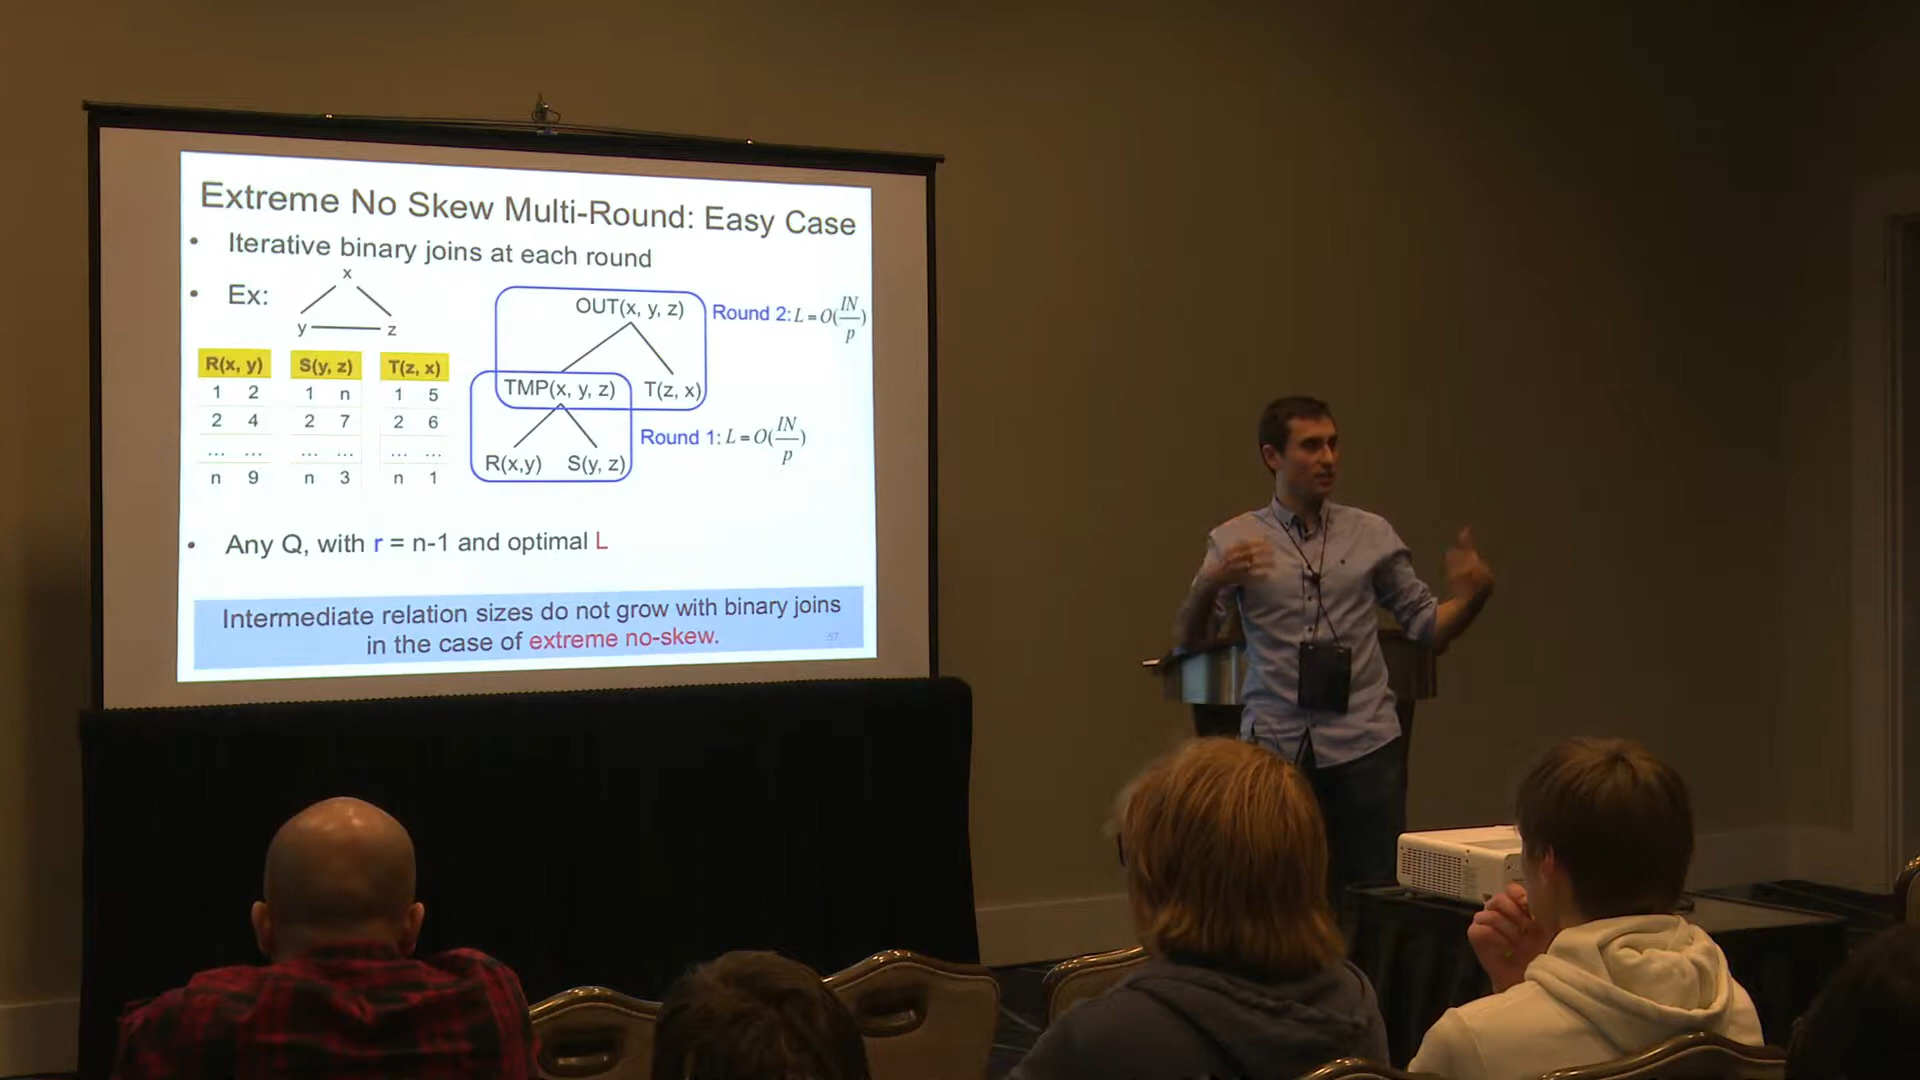 Extreme No Skew Multi-Round: Easy Case
• Iterative binary joins at each round
• Ex:
x
y z
R(x, y)
1 2
2 4
... ...
n 9
S(y, z)
1 n
2 7
... ...
n 3
T(z, x)
1 5
2 6
... ...
n 1
OUT(x, y, z)
Round 2: L = O(IN/p)
TMP(x, y, z) T(z, x)
Round 1: L = O(IN/p)
R(x,y) S(y, z)
• Any Q, with r = n-1 and optimal L
Intermediate relation sizes do not grow with binary joins
in the case of extreme no-skew.
57